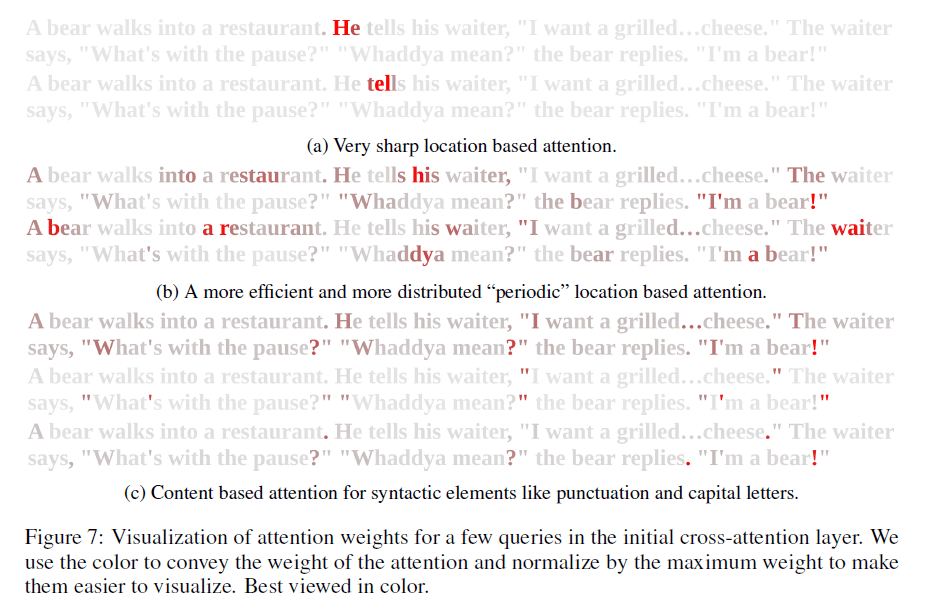 A bear walks into a restaurant. He tells his waiter, "I want a grilled…cheese." The waiter
says, "What's with the pause?" "Whaddya mean?" the bear replies. "I'm a bear!"
A bear walks into a restaurant. He tells his waiter, "I want a grilled…cheese." The waiter
says, "What's with the pause?" "Whaddya mean?" the bear replies. "I'm a bear!"
(a) Very sharp location based attention.
A bear walks into a restaurant. He tells his waiter, "I want a grilled…cheese." The waiter
says, "What's with the pause?" "Whaddya mean?" the bear replies. "I'm a bear!"
A bear walks into a restaurant. He tells his waiter, "I want a grilled…cheese." The waiter
says, "What's with the pause?" "Whaddya mean?" the bear replies. "I'm a bear!"
(b) A more efficient and more distributed “periodic” location based attention.
A bear walks into a restaurant. He tells his waiter, "I want a grilled…cheese." The waiter
says, "What's with the pause?" "Whaddya mean?" the bear replies. "I'm a bear!"
A bear walks into a restaurant. He tells his waiter, "I want a grilled…cheese." The waiter
says, "What's with the pause?" "Whaddya mean?" the bear replies. "I'm a bear!"
A bear walks into a restaurant. He tells his waiter, "I want a grilled…cheese." The waiter
says, "What's with the pause?" "Whaddya mean?" the bear replies. "I'm a bear!"
(c) Content based attention for syntactic elements like punctuation and capital letters.
Figure 7: Visualization of attention weights for a few queries in the initial cross-attention layer. We
use the color to convey the weight of the attention and normalize by the maximum weight to make
them easier to visualize. Best viewed in color.